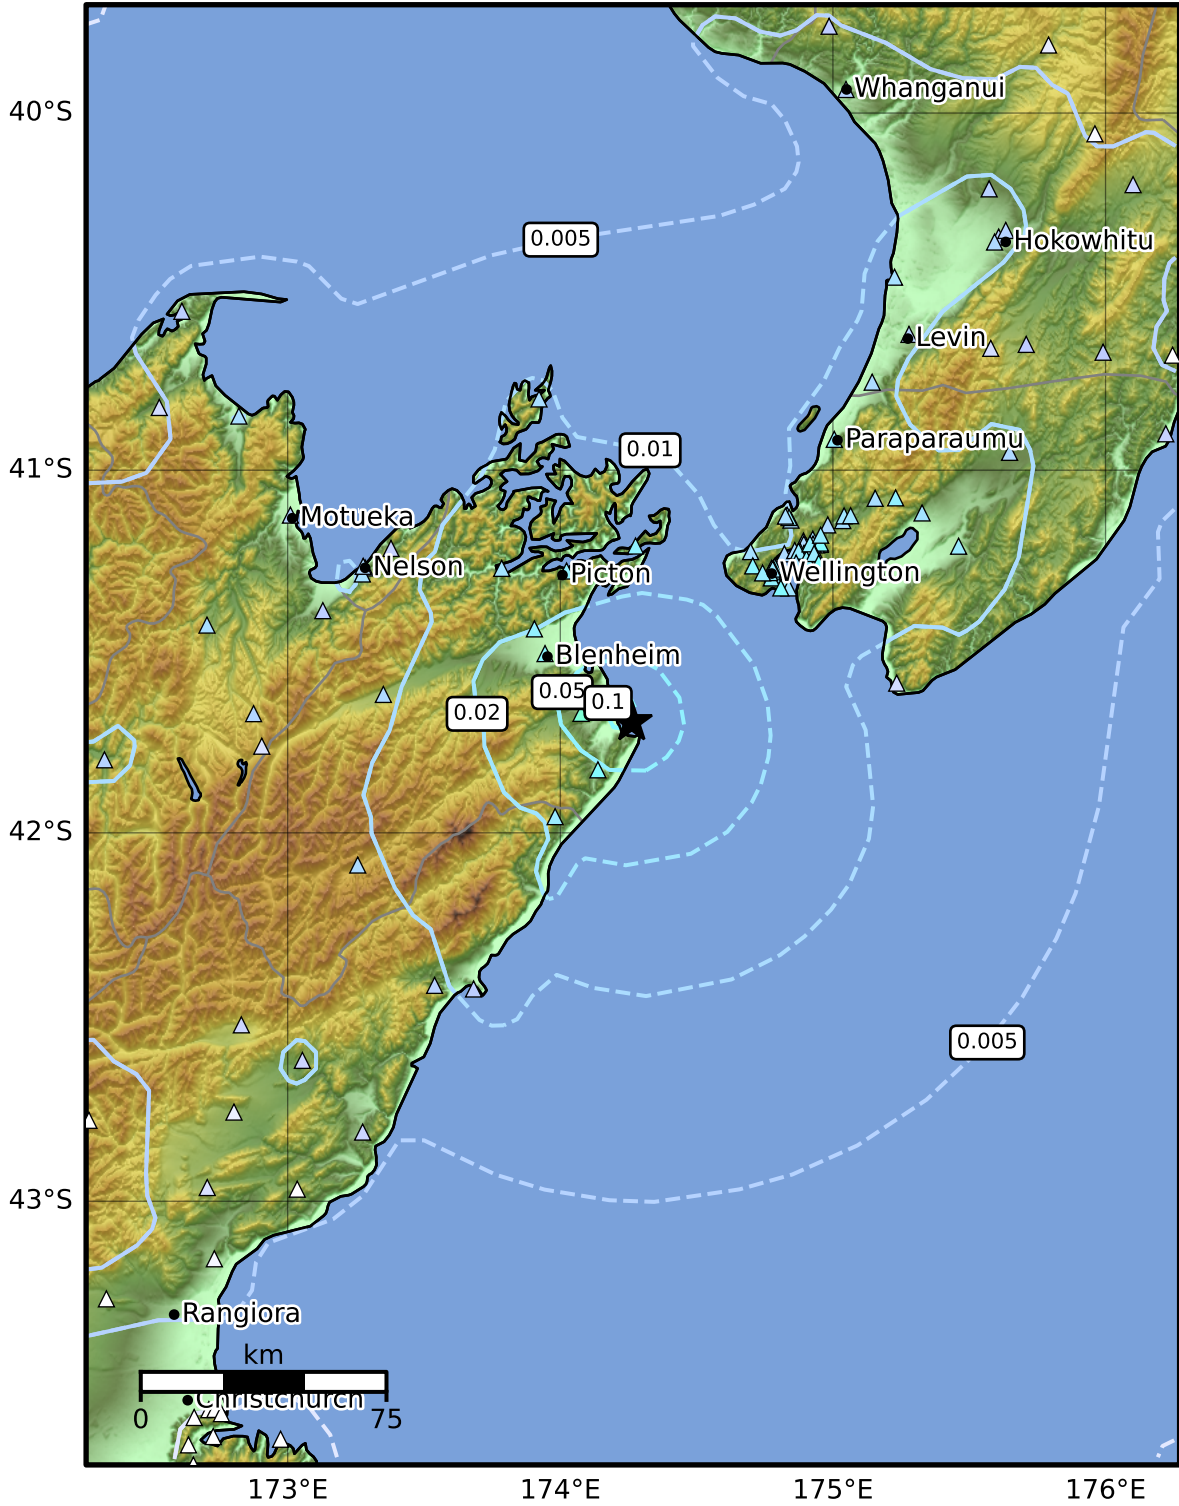 40°S
Whanganui
0.005
Hokowhitu
Levin
Paraparaumu
0.01
41°S
Motueka
Nelson
Picton
Wellington
Blenheim
0.05
0.1
0.02
42°S
0.005
43°S
Rangiora
km
Christchurch
0
75
173°E
174°E
175°E
176°E